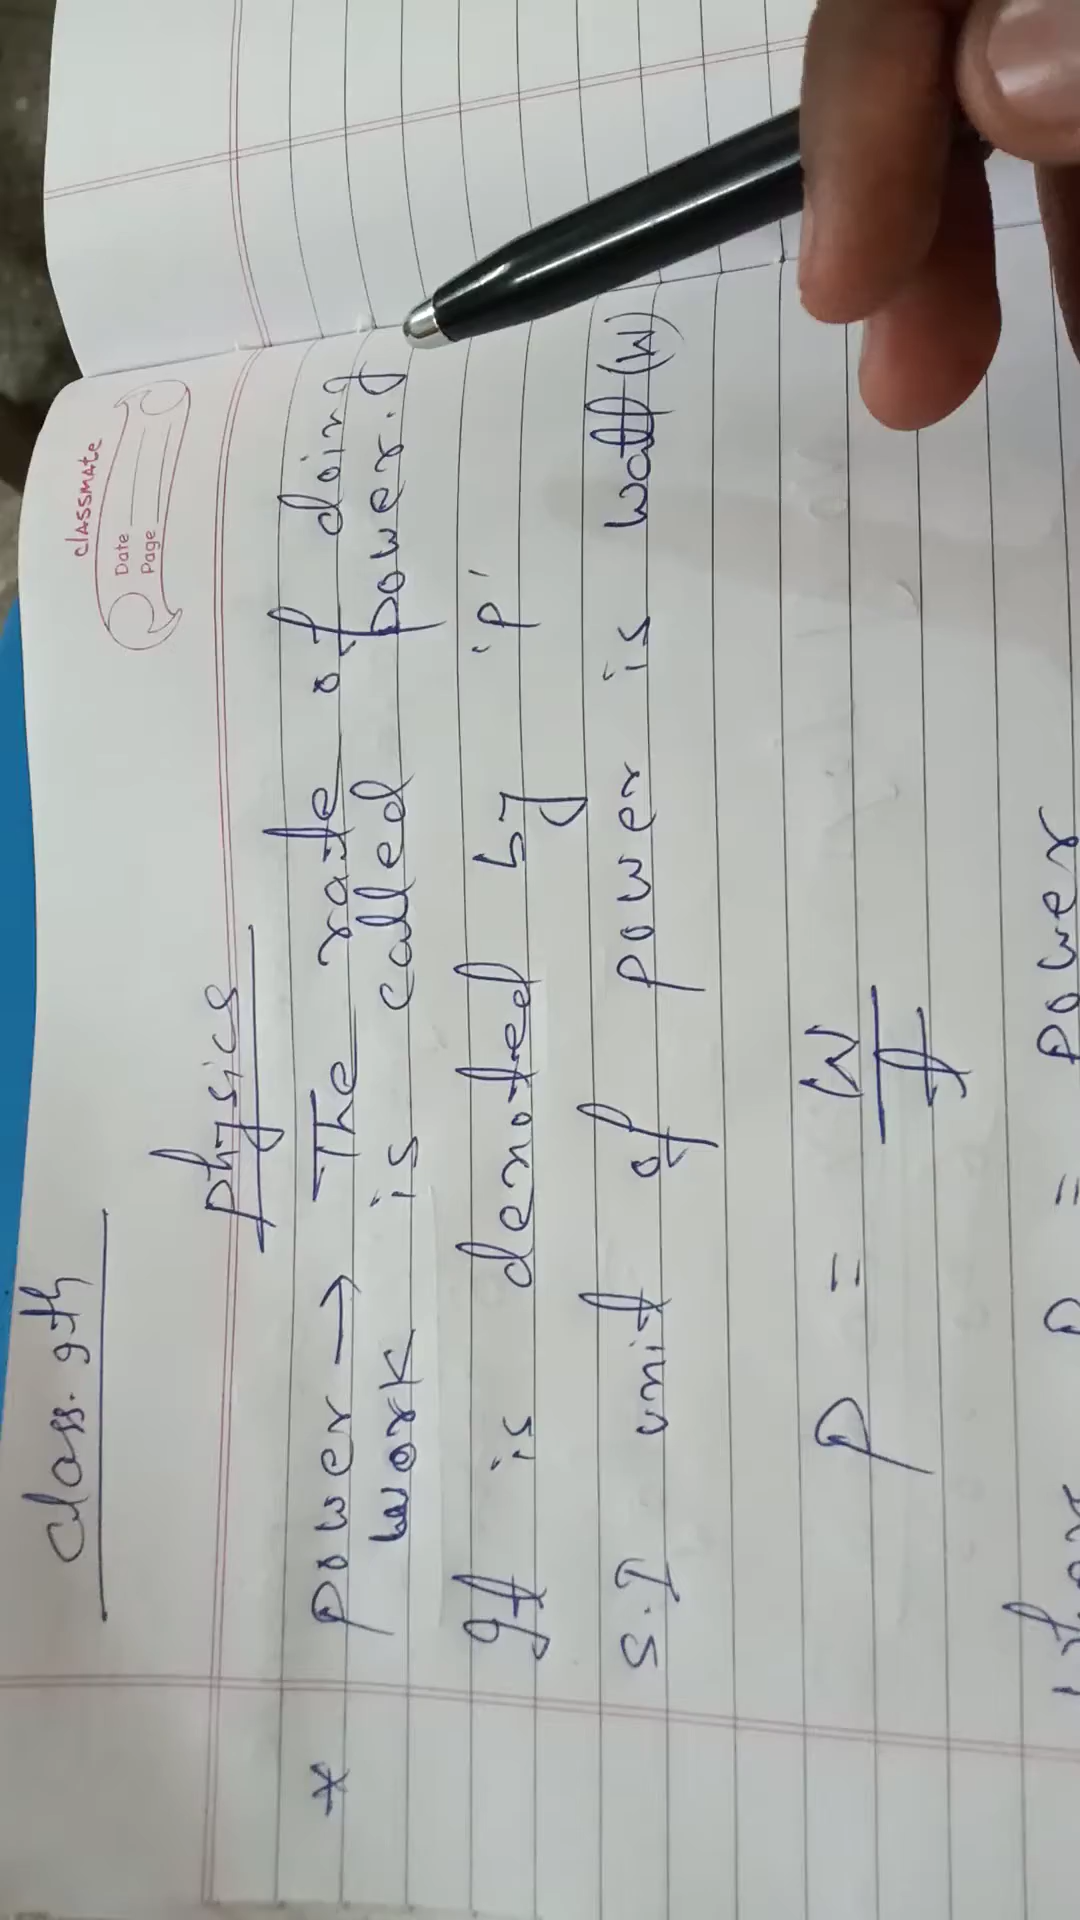 classmate
Date
Page
Class. 9th
physics
* power → The rate of doing
work is called power.
It is denoted by 'p'
S.I unit of power is watt (W)
P = W/t
where P = power